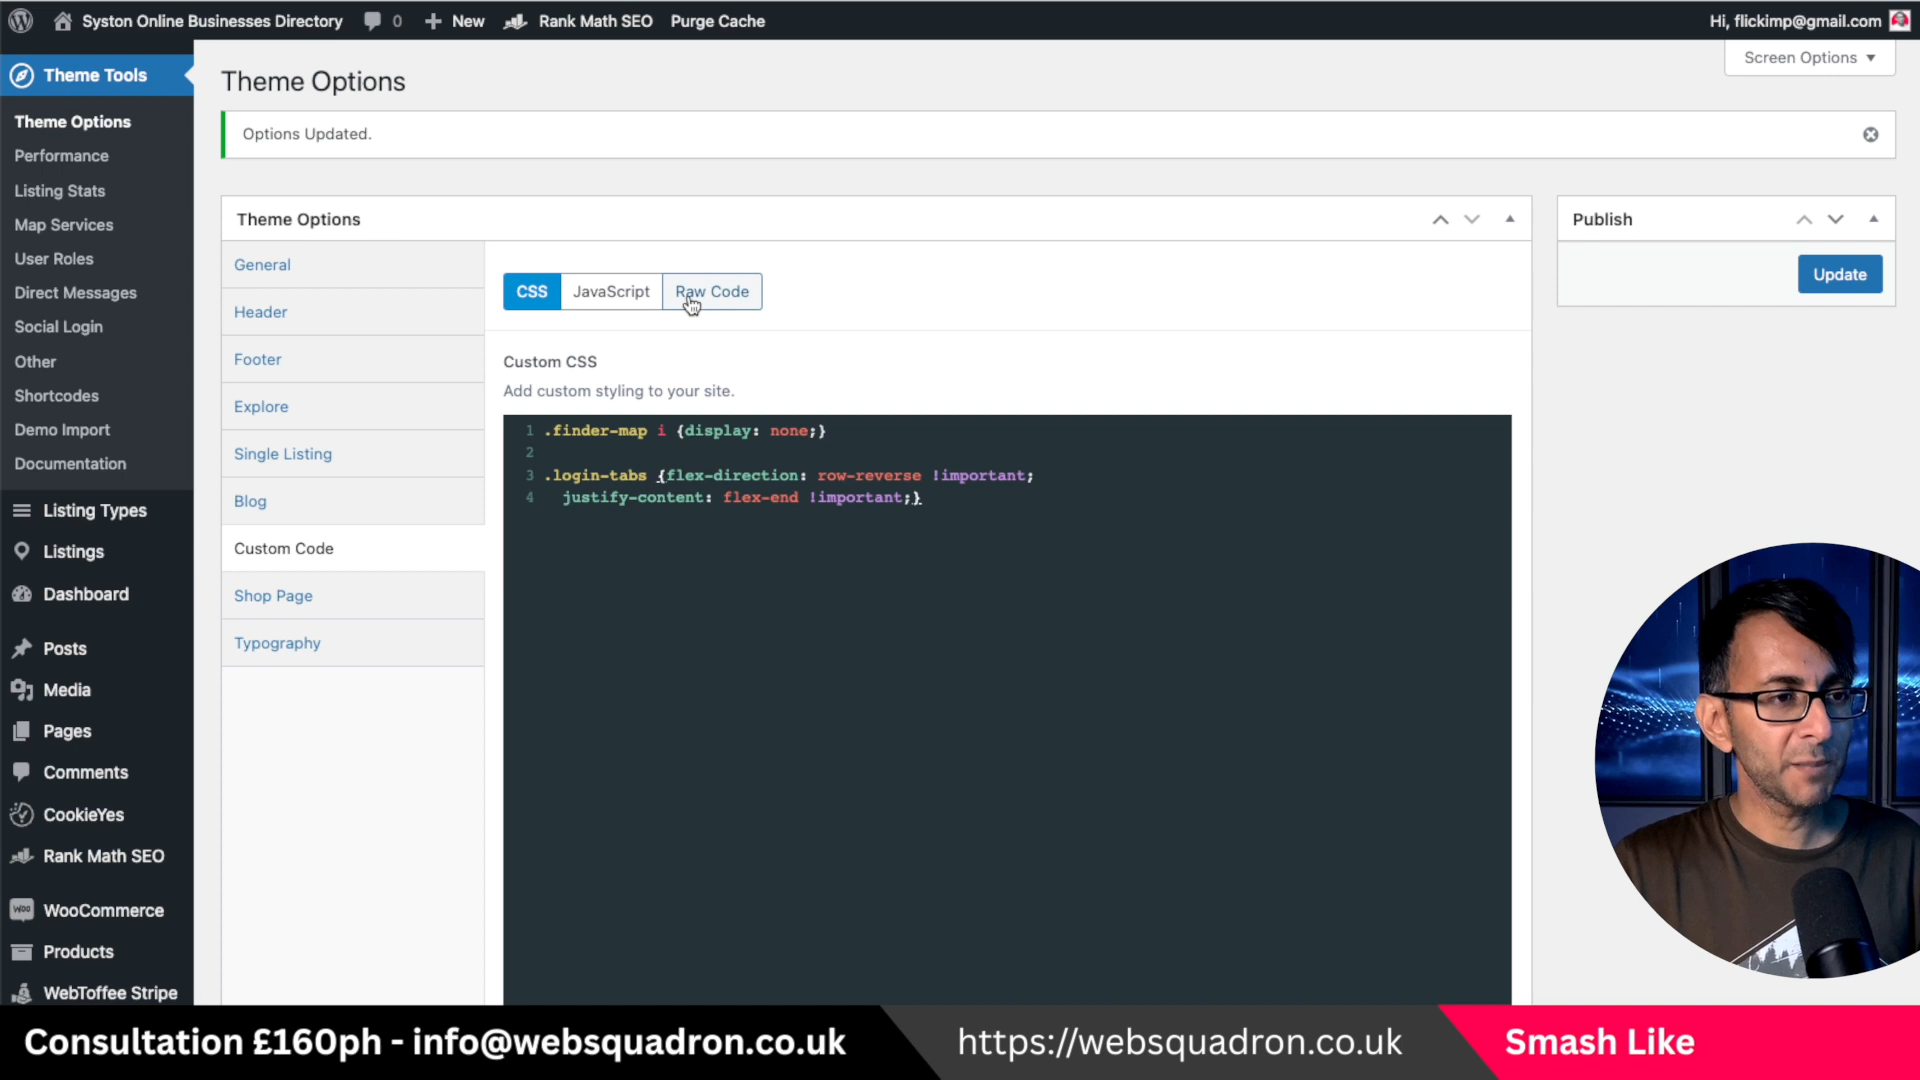 Syston Online Businesses Directory
0
New
Rank Math SEO
Purge Cache
Hi, flickimp@gmail.com
Screen Options
Theme Tools
Theme Options
Performance
Listing Stats
Map Services
User Roles
Direct Messages
Social Login
Other
Shortcodes
Demo Import
Documentation
Listing Types
Listings
Dashboard
Posts
Media
Pages
Comments
CookieYes
Rank Math SEO
WooCommerce
Products
WebToffee Stripe
Theme Options
Options Updated.
Theme Options
General
Header
Footer
Explore
Single Listing
Blog
Custom Code
Shop Page
Typography
CSS
JavaScript
Raw Code
Custom CSS
Add custom styling to your site.
1 .finder-map i {display: none;}
2
3 .login-tabs {flex-direction: row-reverse !important;
4 justify-content: flex-end !important;}
Publish
Update
Consultation £160ph - info@websquadron.co.uk
https://websquadron.co.uk
Smash Like